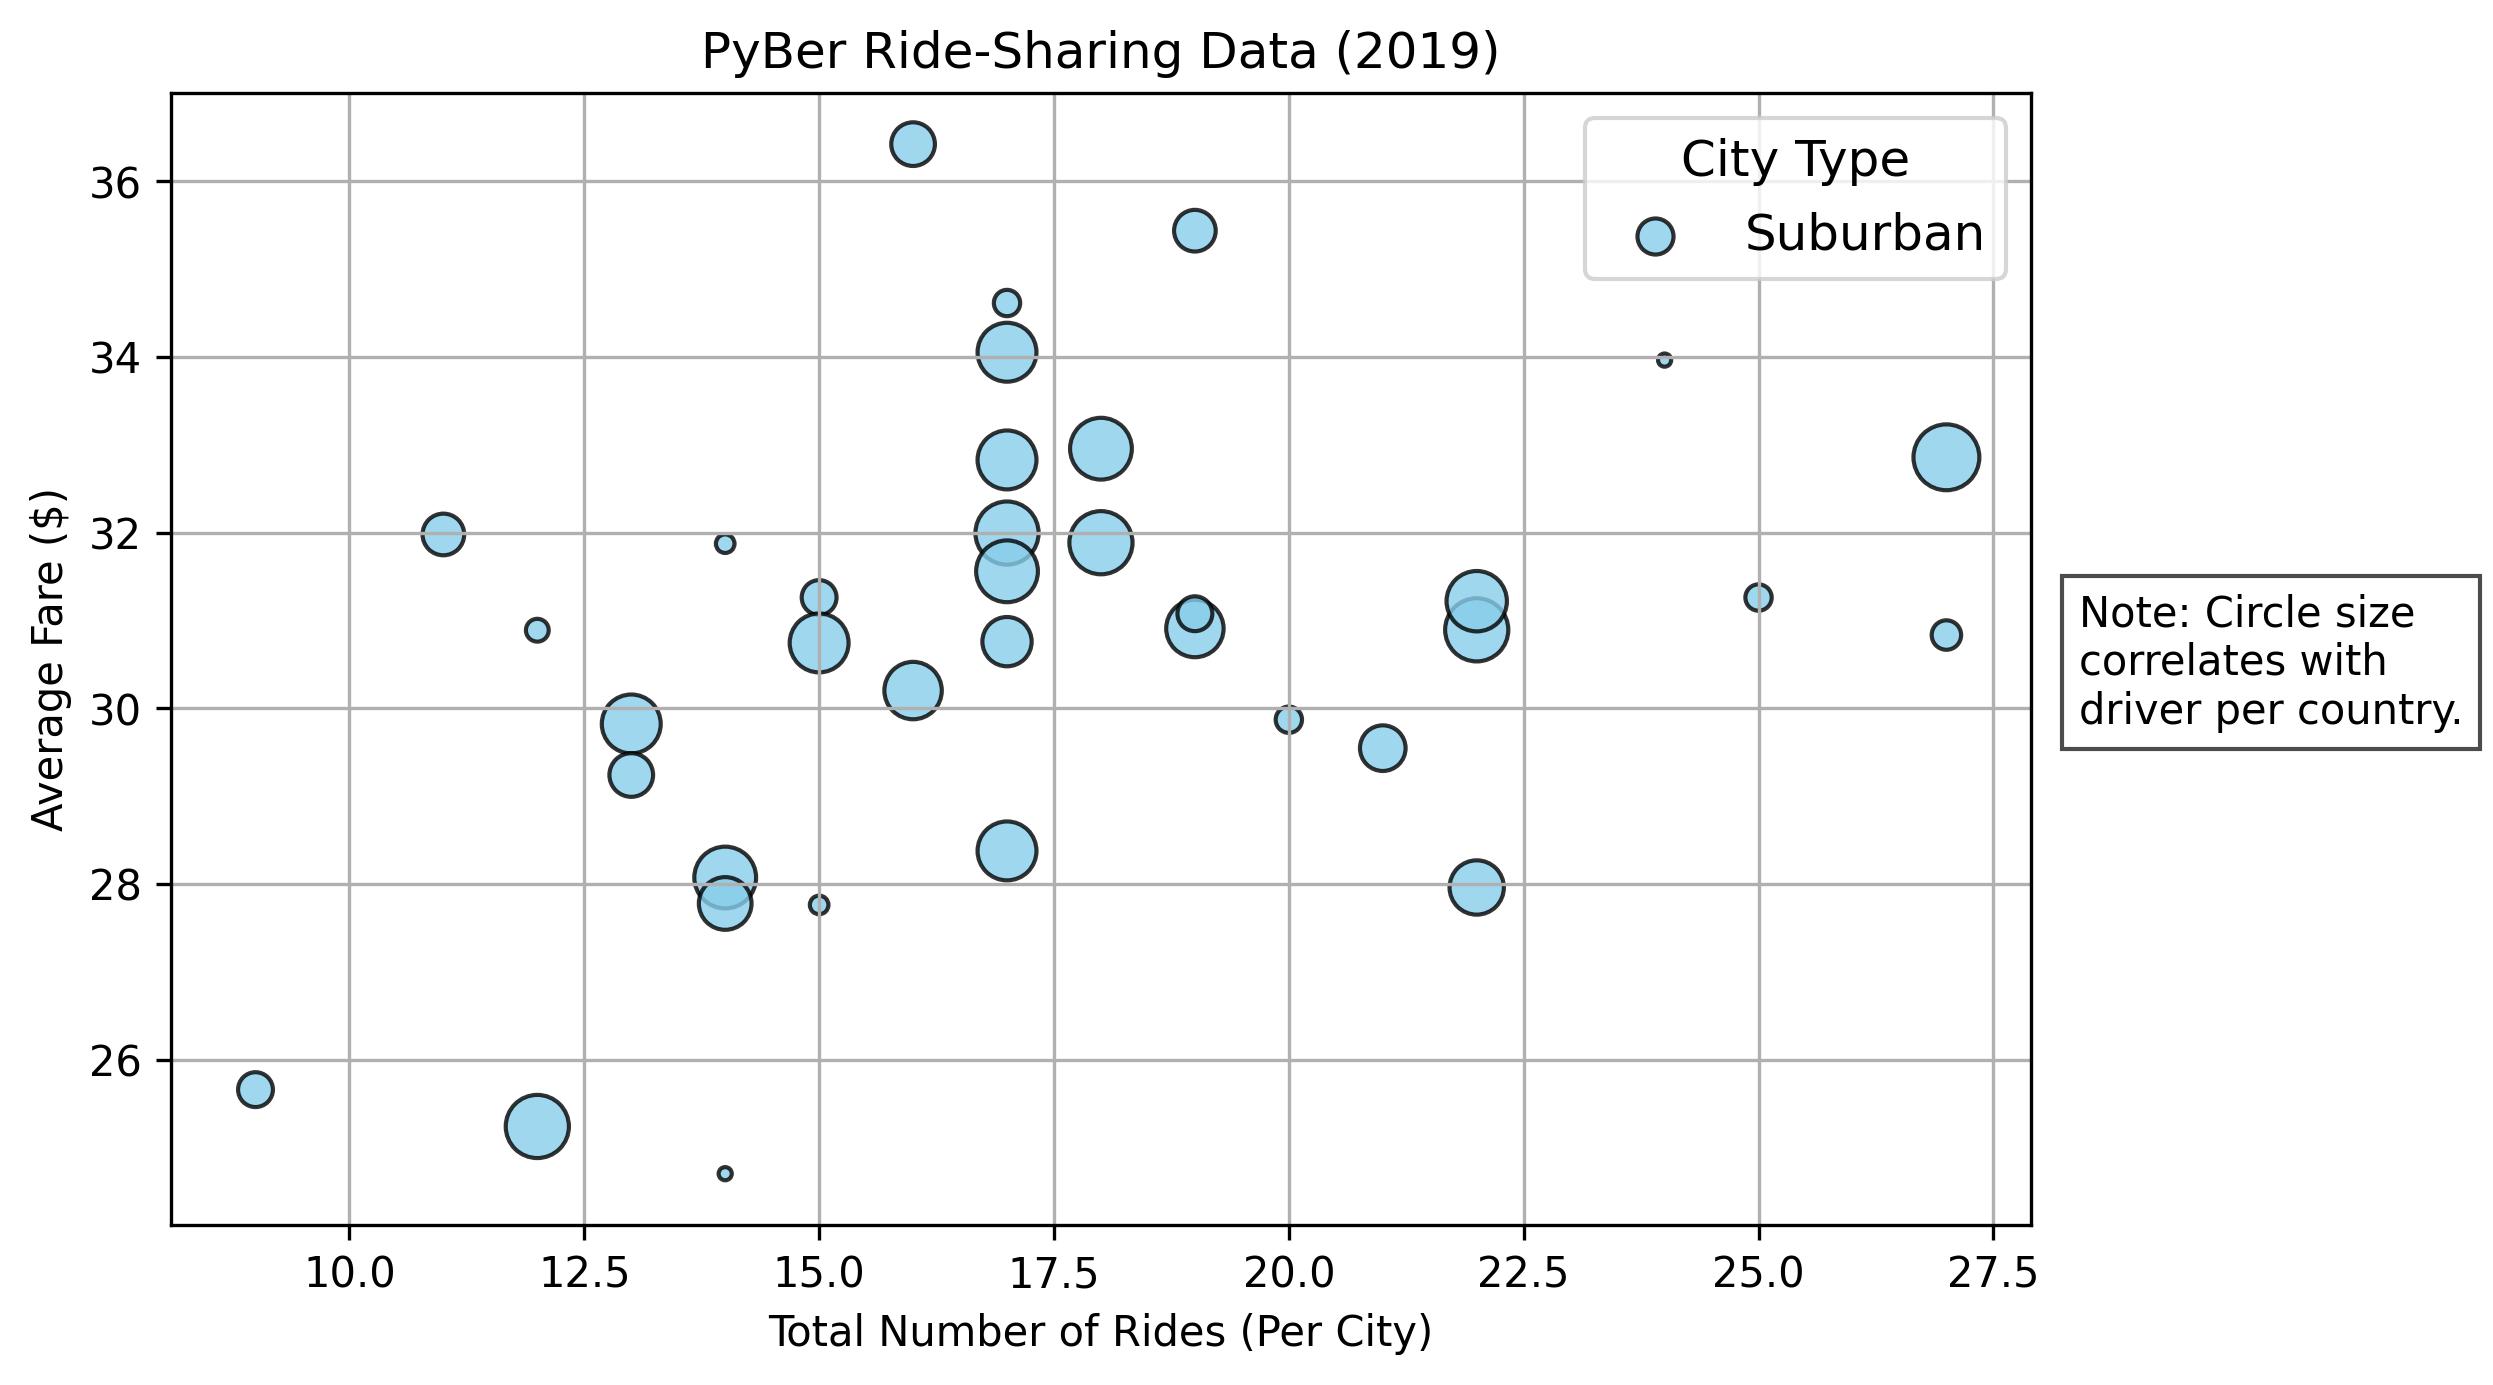 PyBer Ride-Sharing Data (2019)
City Type
Suburban
36
34
32
30
28
26
Average Fare ($)
10.0 12.5 15.0 17.5 20.0 22.5 25.0 27.5
Total Number of Rides (Per City)
Note: Circle size
correlates with
driver per country.